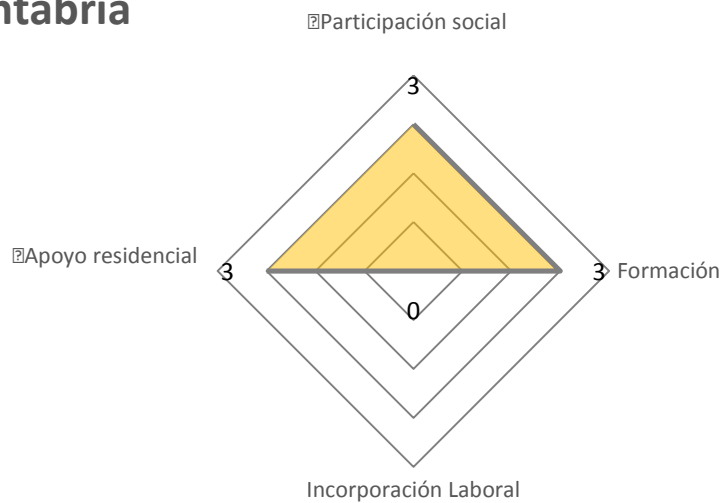 ntabria
Participación social
3
Apoyo residencial
3
3
Formación
0
Incorporación Laboral